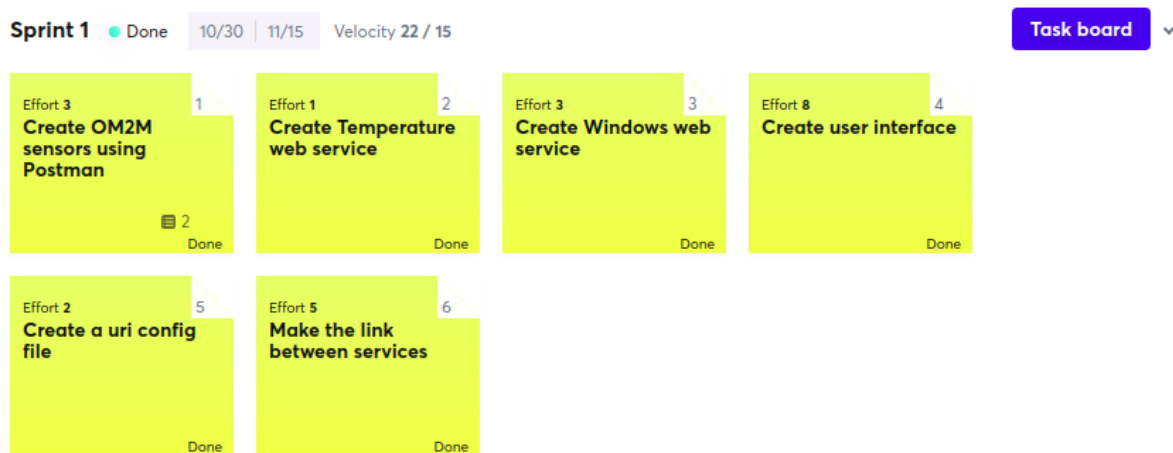 Sprint 1 Done 10/30 11/15 Velocity 22 / 15 Task board
Effort 3 1
Create OM2M
sensors using
Postman
2
Done
Effort 1 2
Create Temperature
web service
Done
Effort 3 3
Create Windows web
service
Done
Effort 8 4
Create user interface
Done
Effort 2 5
Create a uri config
file
Done
Effort 5 6
Make the link
between services
Done